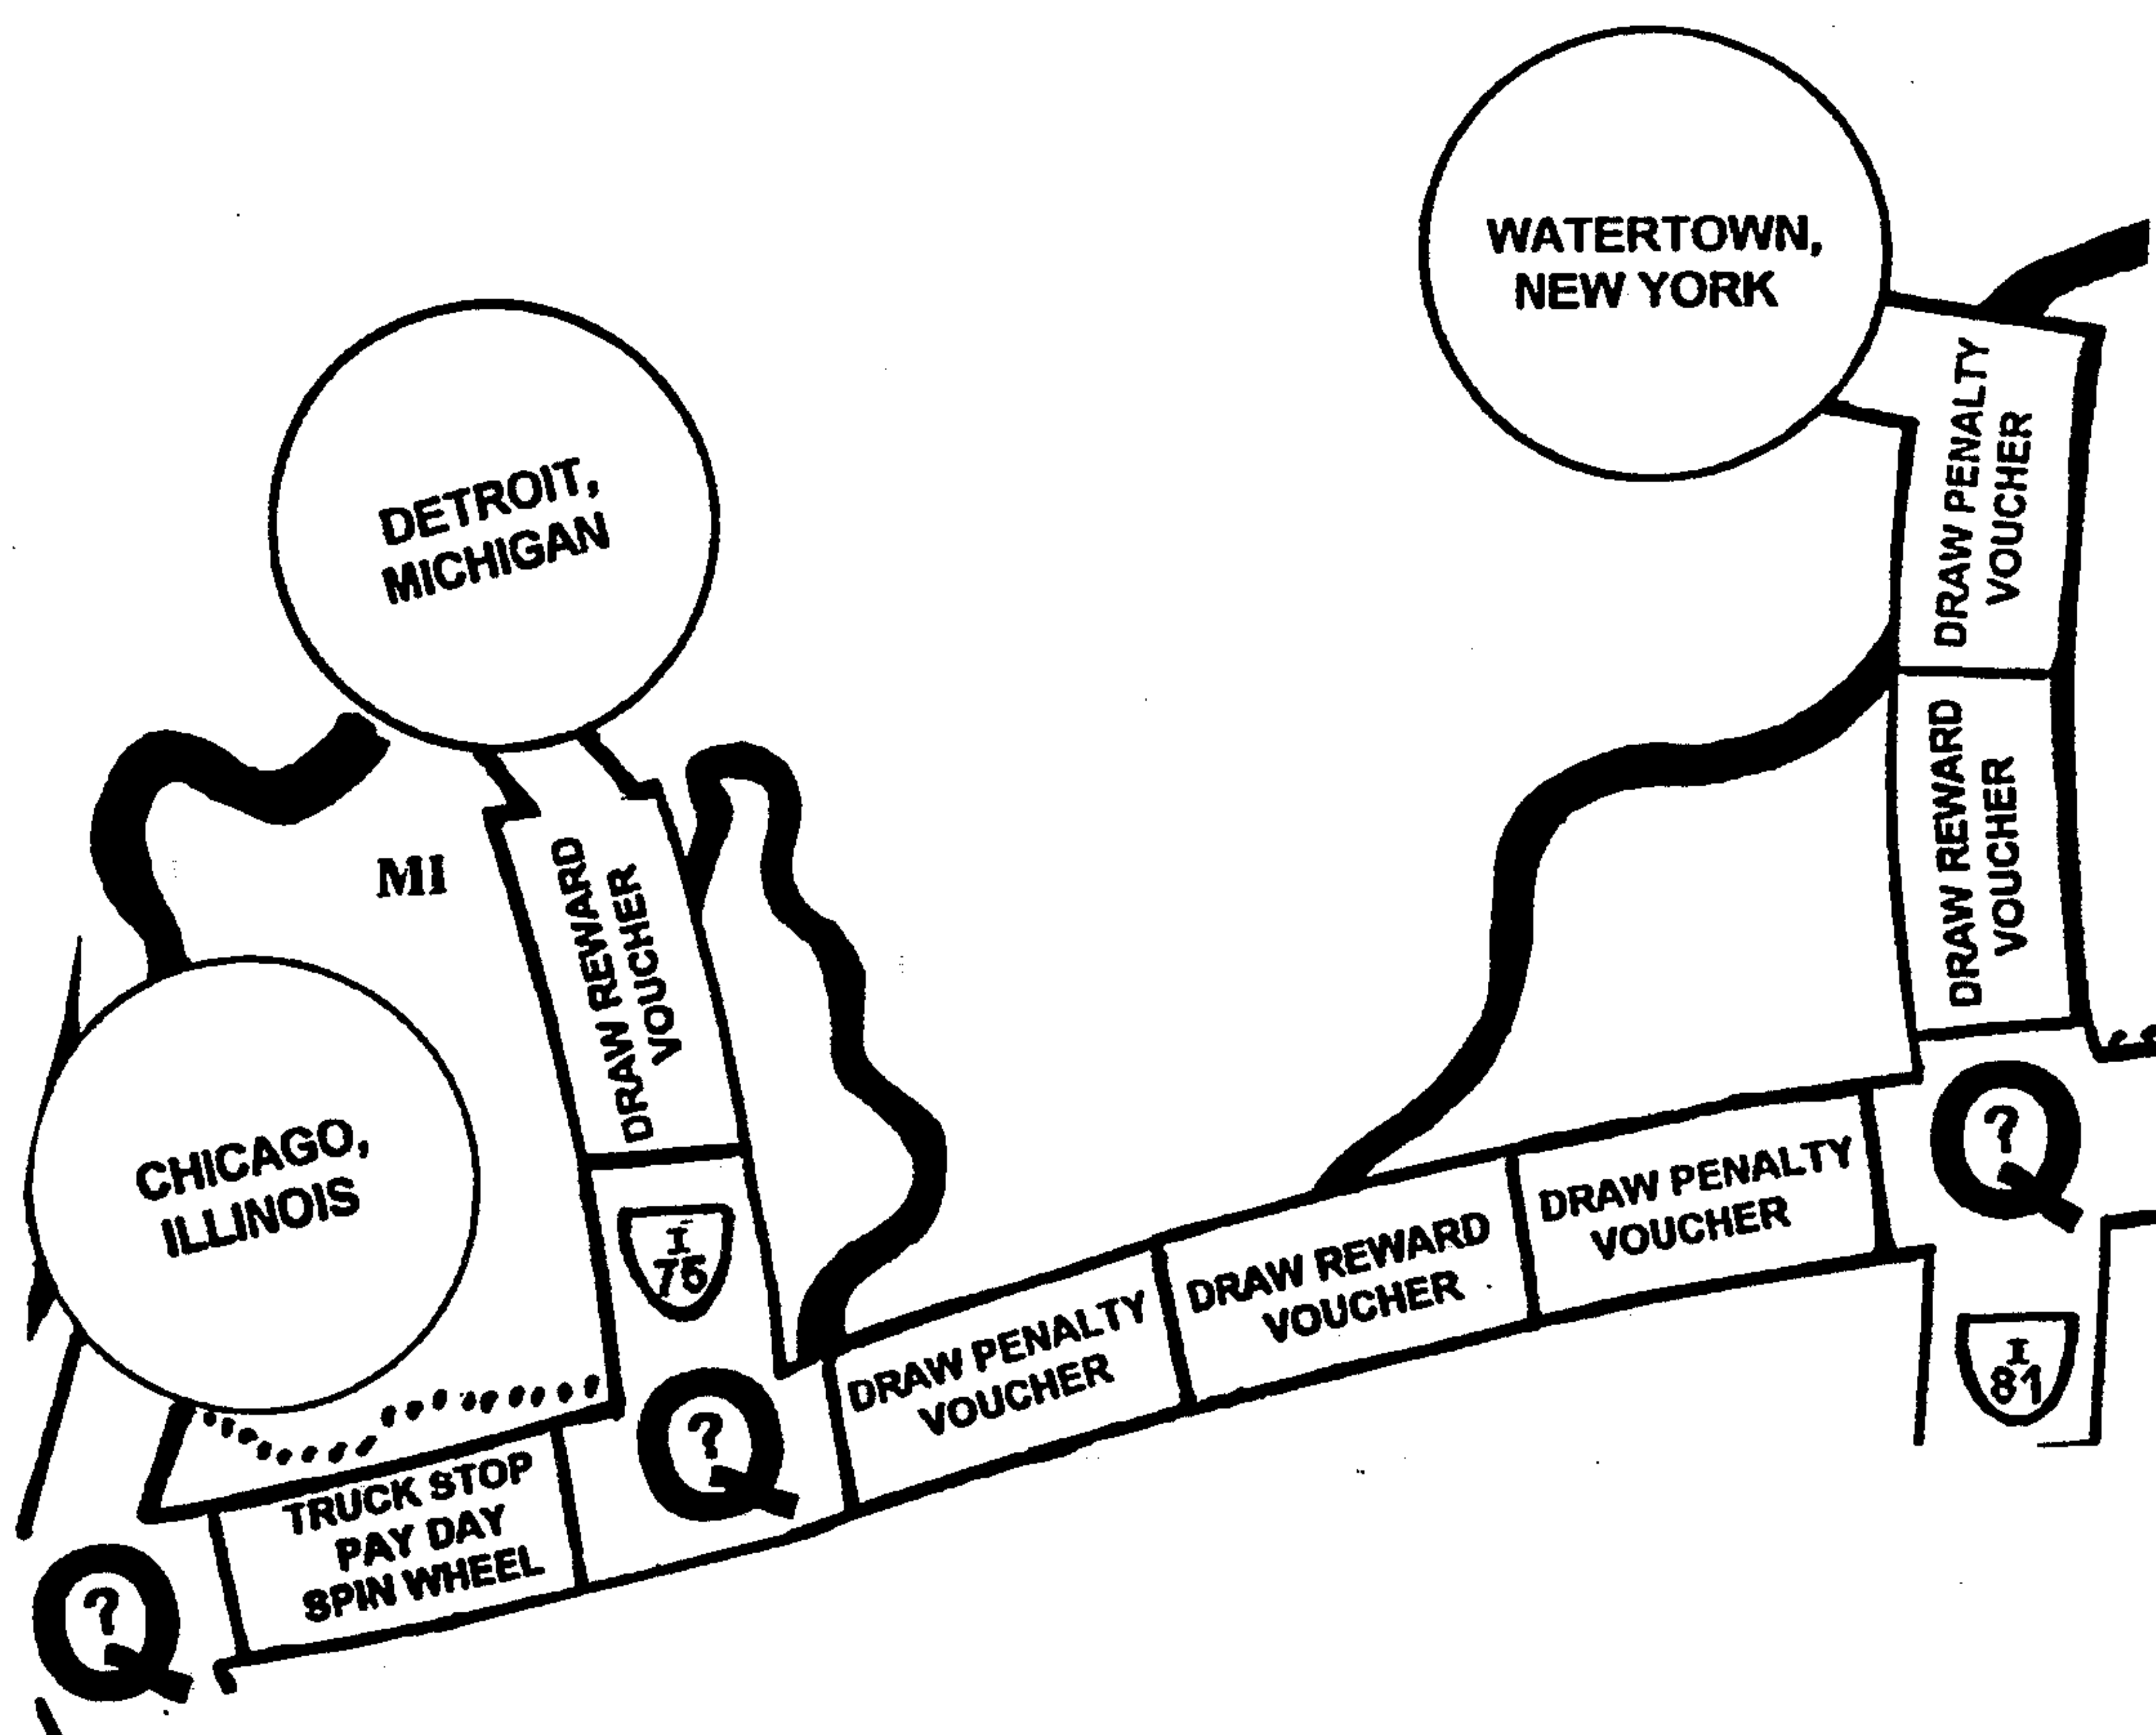 WATERTOWN,
NEW YORK
DRAW PENALTY
VOUCHER
DRAW REWARD
VOUCHER
DETROIT,
MICHIGAN
MI
DRAW REWARD
VOUCHER
I
75
CHICAGO,
ILLINOIS
TRUCK STOP
PAY DAY
SPIN WHEEL
Q
?
Q
?
DRAW PENALTY
VOUCHER
DRAW REWARD
VOUCHER
DRAW PENALTY
VOUCHER
Q
?
I
81